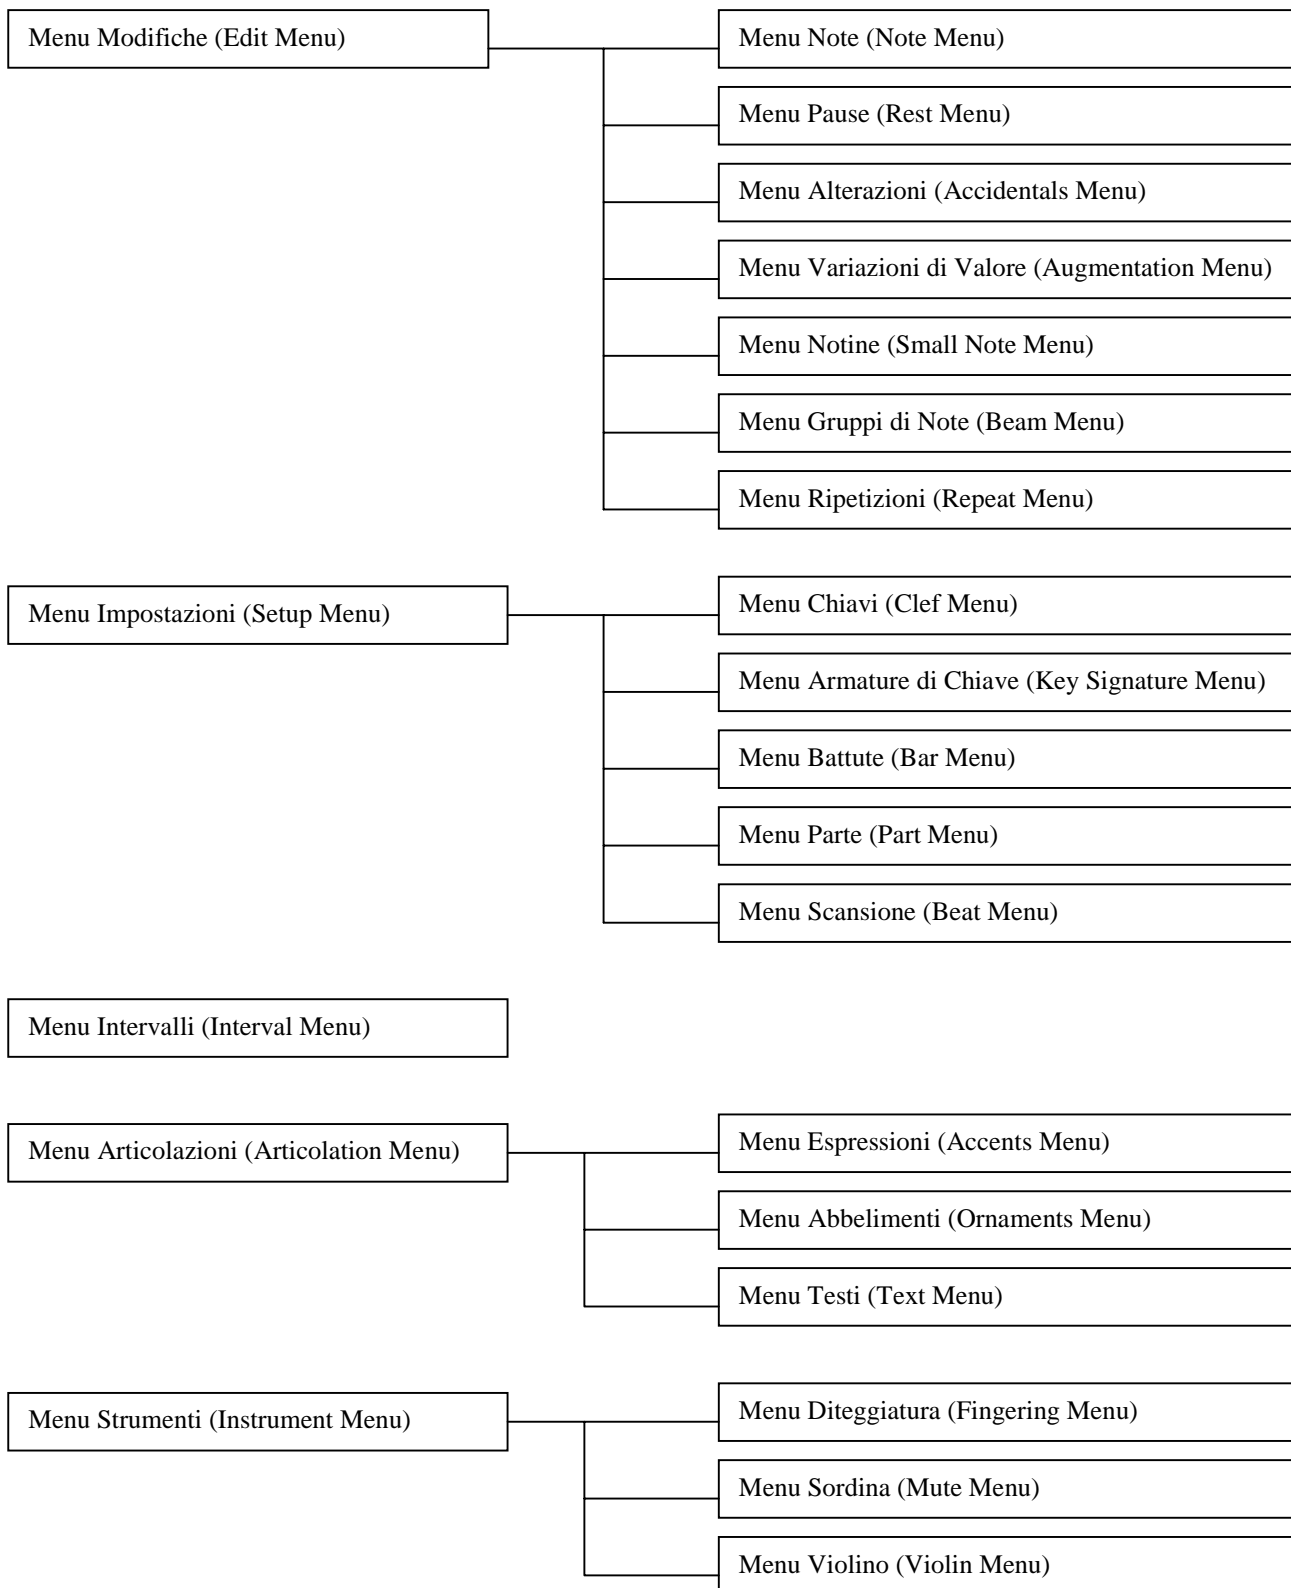 Menu Modifiche (Edit Menu)
Menu Note (Note Menu)
Menu Pause (Rest Menu)
Menu Alterazioni (Accidentals Menu)
Menu Variazioni di Valore (Augmentation Menu)
Menu Notine (Small Note Menu)
Menu Gruppi di Note (Beam Menu)
Menu Ripetizioni (Repeat Menu)
Menu Impostazioni (Setup Menu)
Menu Chiavi (Clef Menu)
Menu Armature di Chiave (Key Signature Menu)
Menu Battute (Bar Menu)
Menu Parte (Part Menu)
Menu Scansione (Beat Menu)
Menu Intervalli (Interval Menu)
Menu Articolazioni (Articolation Menu)
Menu Espressioni (Accents Menu)
Menu Abbelimenti (Ornaments Menu)
Menu Testi (Text Menu)
Menu Strumenti (Instrument Menu)
Menu Diteggiatura (Fingering Menu)
Menu Sordina (Mute Menu)
Menu Violino (Violin Menu)